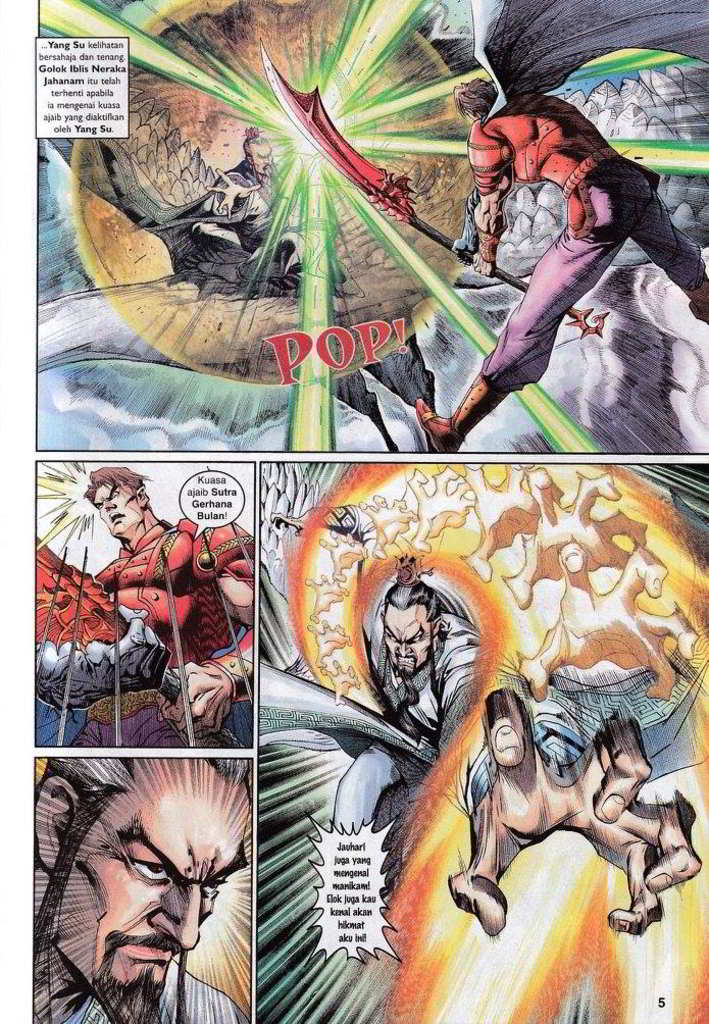 ...Yang Su kelihatan
bersahaja dan tenang.
Golok Iblis Neraka
Jahanam itu telah
terhenti apabila
ia mengenai kuasa
ajaib yang diaktifkan
oleh Yang Su.
POP!
Kuasa
ajaib Sutra
Gerhana
Bulan!
Jauhari
juga yang
mengenal
manikam!
Elok juga kau
kenal akan
hikmat
aku ini!
5